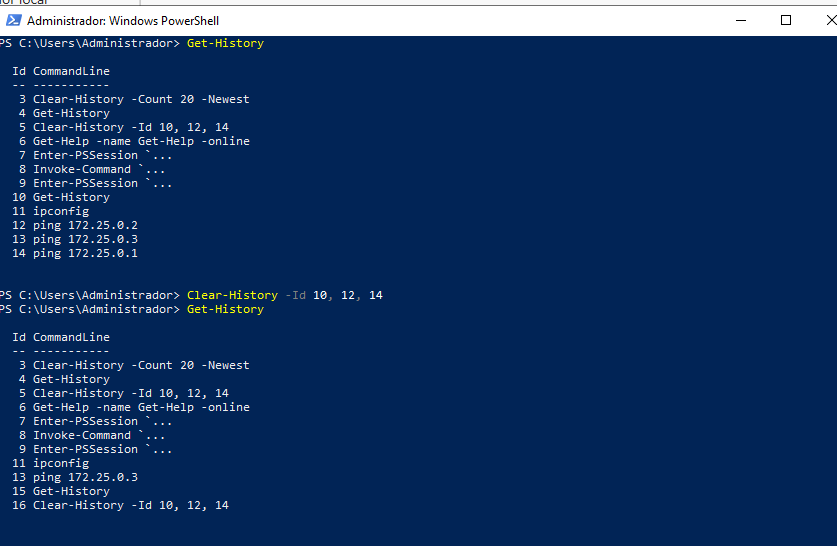 Administrador: Windows PowerShell
PS C:\Users\Administrador> Get-History
Id CommandLine
-- -----------
3 Clear-History -Count 20 -Newest
4 Get-History
5 Clear-History -Id 10, 12, 14
6 Get-Help -name Get-Help -online
7 Enter-PSSession `...
8 Invoke-Command `...
9 Enter-PSSession `...
10 Get-History
11 ipconfig
12 ping 172.25.0.2
13 ping 172.25.0.3
14 ping 172.25.0.1
PS C:\Users\Administrador> Clear-History -Id 10, 12, 14
PS C:\Users\Administrador> Get-History
Id CommandLine
-- -----------
3 Clear-History -Count 20 -Newest
4 Get-History
5 Clear-History -Id 10, 12, 14
6 Get-Help -name Get-Help -online
7 Enter-PSSession `...
8 Invoke-Command `...
9 Enter-PSSession `...
11 ipconfig
13 ping 172.25.0.3
15 Get-History
16 Clear-History -Id 10, 12, 14